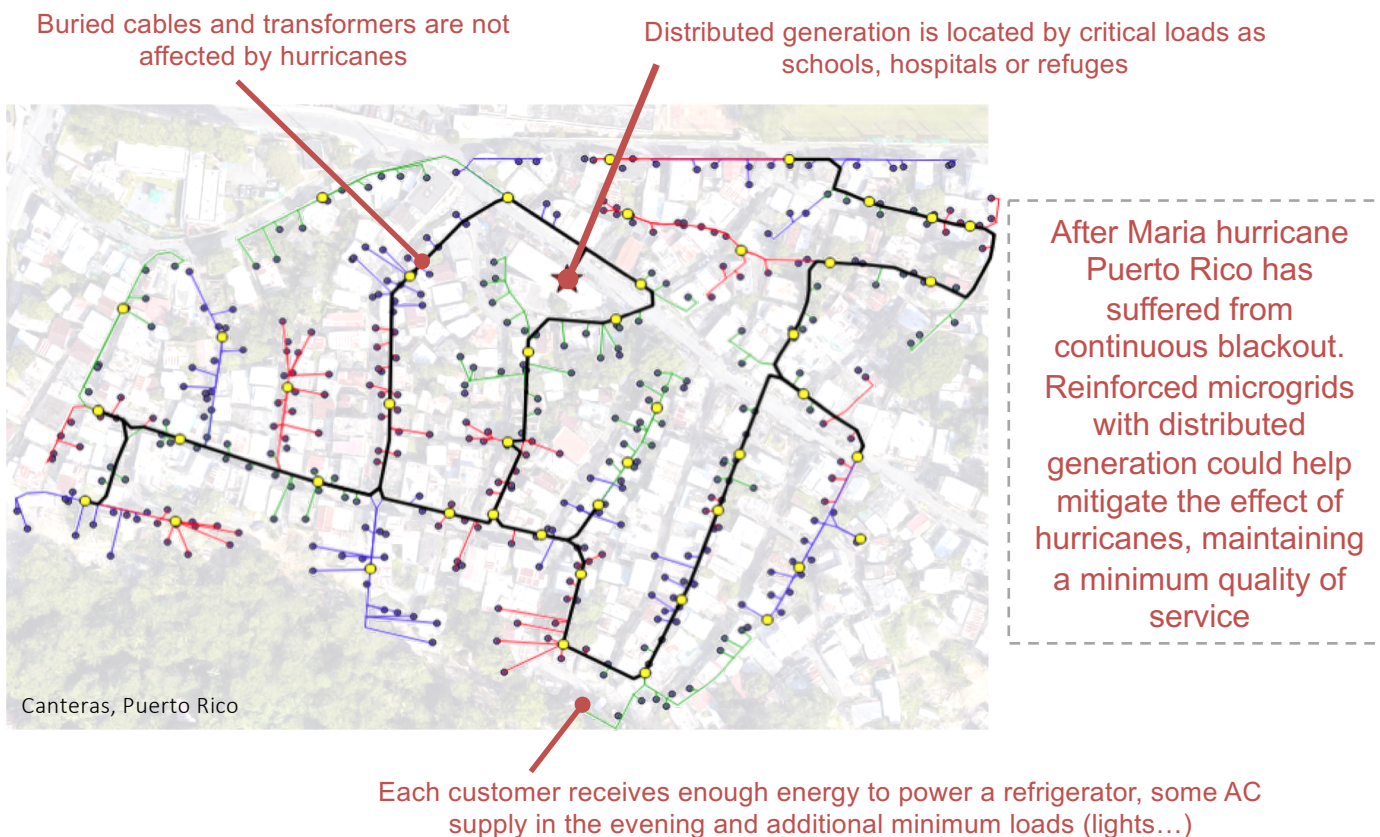 Buried cables and transformers are not
affected by hurricanes
Distributed generation is located by critical loads as
schools, hospitals or refuges
After Maria hurricane
Puerto Rico has
suffered from
continuous blackout.
Reinforced microgrids
with distributed
generation could help
mitigate the effect of
hurricanes, maintaining
a minimum quality of
service
Canteras, Puerto Rico
Each customer receives enough energy to power a refrigerator, some AC
supply in the evening and additional minimum loads (lights…)